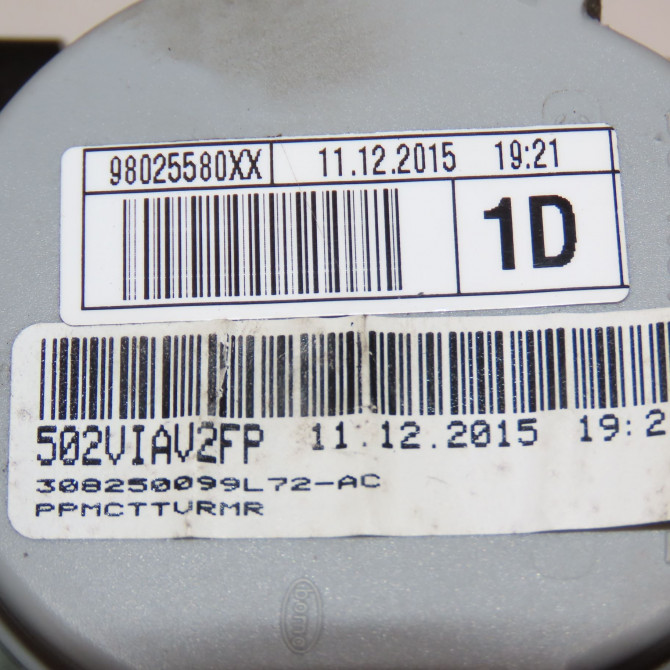 98025580XX 11.12.2015 19:21
1D
502VIAV2FP 11.12.2015 19:2
308250099L72-AC
PPMCTTVRMR